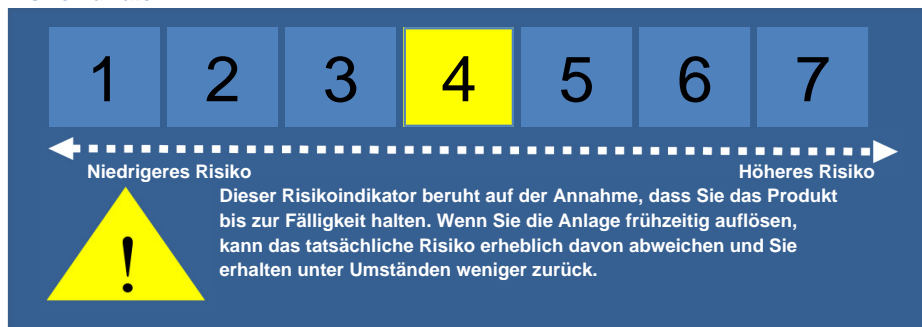 1 2 3 4 5 6 7
Niedrigeres Risiko Höheres Risiko
Dieser Risikoindikator beruht auf der Annahme, dass Sie das Produkt
bis zur Fälligkeit halten. Wenn Sie die Anlage frühzeitig auflösen,
kann das tatsächliche Risiko erheblich davon abweichen und Sie
erhalten unter Umständen weniger zurück.
!